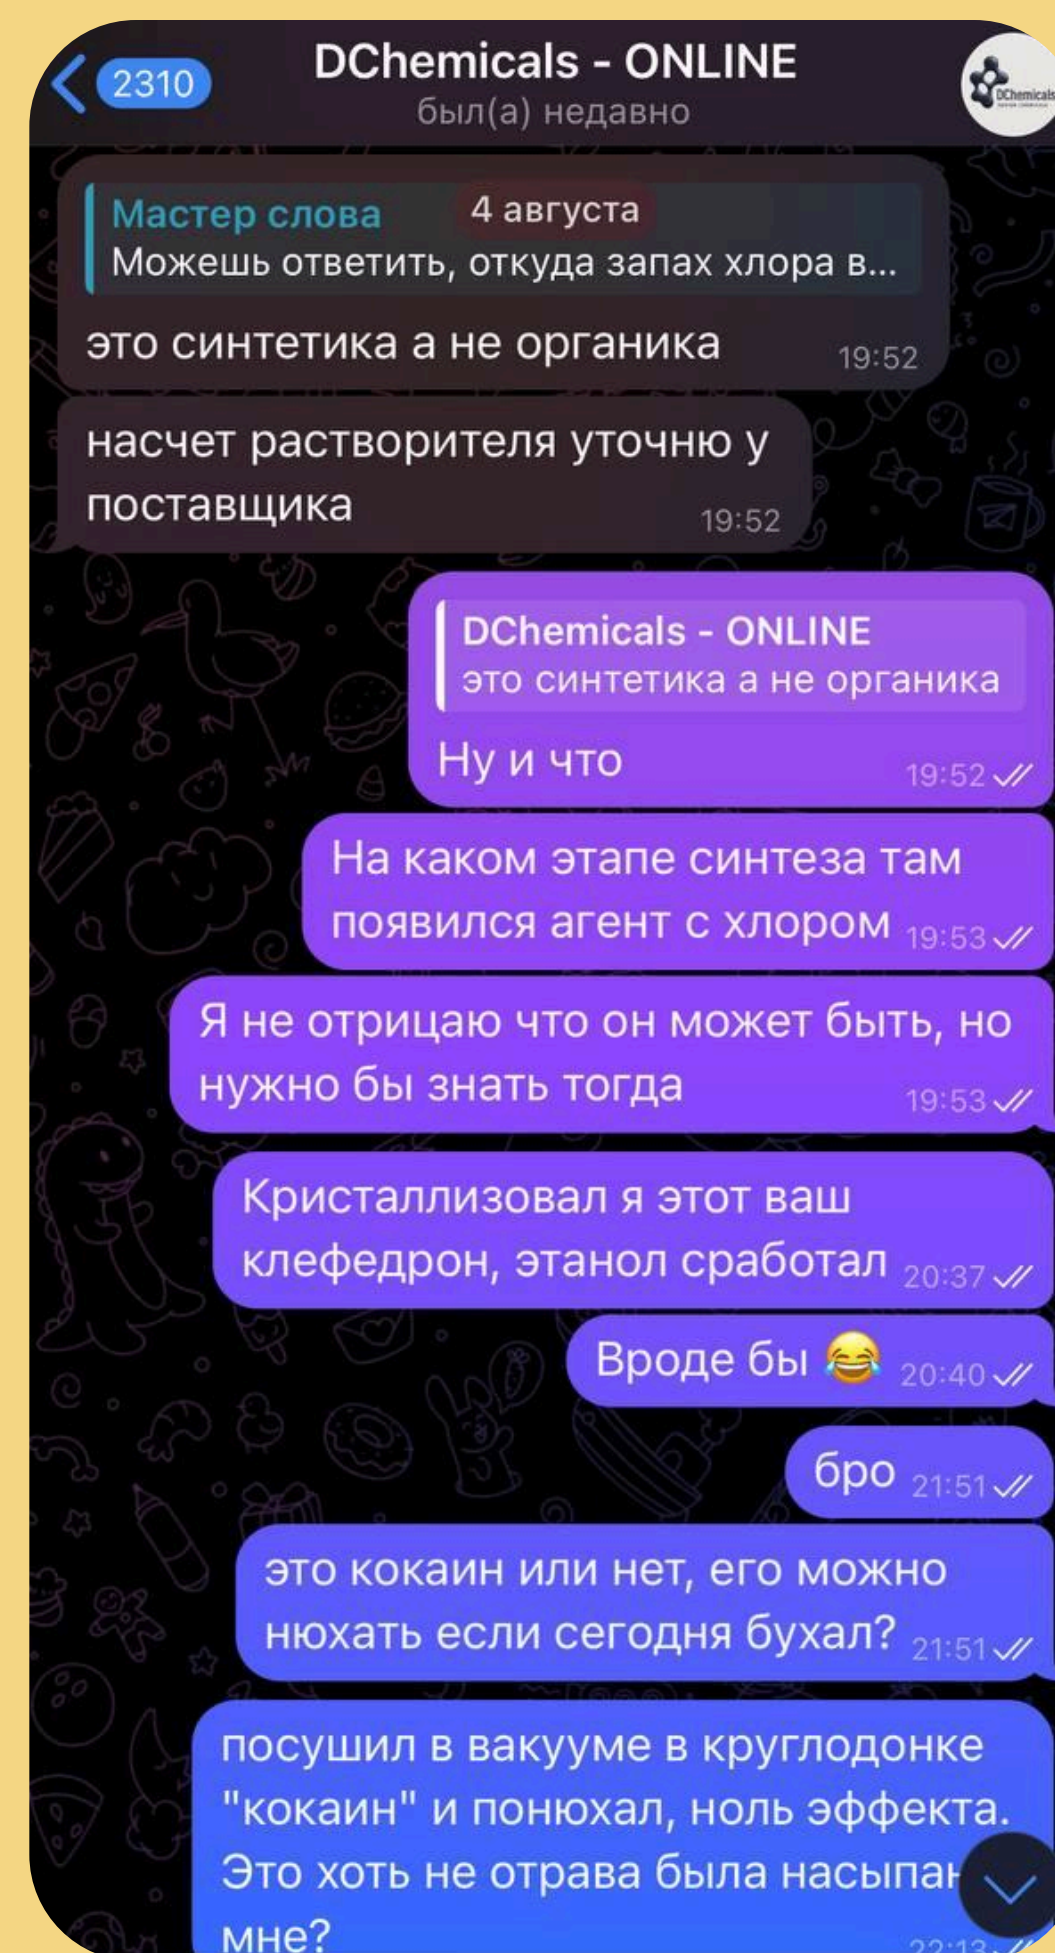 2310
DChemicals - ONLINE
был(а) недавно
DChemicals
Мастер слова
4 августа
Можешь ответить, откуда запах хлора в...
это синтетика а не органика
19:52
насчет растворителя уточню у
поставщика
19:52
DChemicals - ONLINE
это синтетика а не органика
Ну и что
19:52
На каком этапе синтеза там
появился агент с хлором 19:53
Я не отрицаю что он может быть, но
нужно бы знать тогда
19:53
Кристаллизовал я этот ваш
клефедрон, этанол сработал 20:37
Вроде бы 😂 20:40
бро 21:51
это кокаин или нет, его можно
нюхать если сегодня бухал? 21:51
посушил в вакууме в круглодонке
"кокаин" и понюхал, ноль эффекта.
Это хоть не отрава была насыпан
мне?
22:13